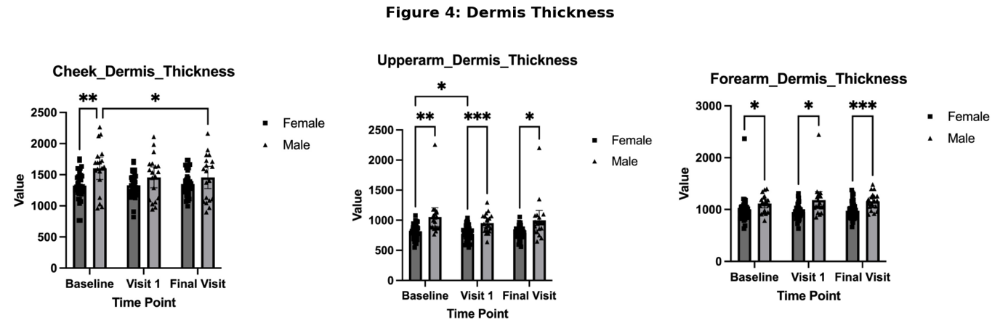 Figure 4: Dermis Thickness
Cheek_Dermis_Thickness
** *
2500
2000
1500
1000
500
0
Value
Baseline Visit 1 Final Visit
Time Point
Female
Male
Upperarm_Dermis_Thickness
*
** *** *
2500
2000
1500
1000
500
0
Value
Baseline Visit 1 Final Visit
Time Point
Female
Male
Forearm_Dermis_Thickness
* * ***
3000
2000
1000
0
Value
Baseline Visit 1 Final Visit
Time Point
Female
Male